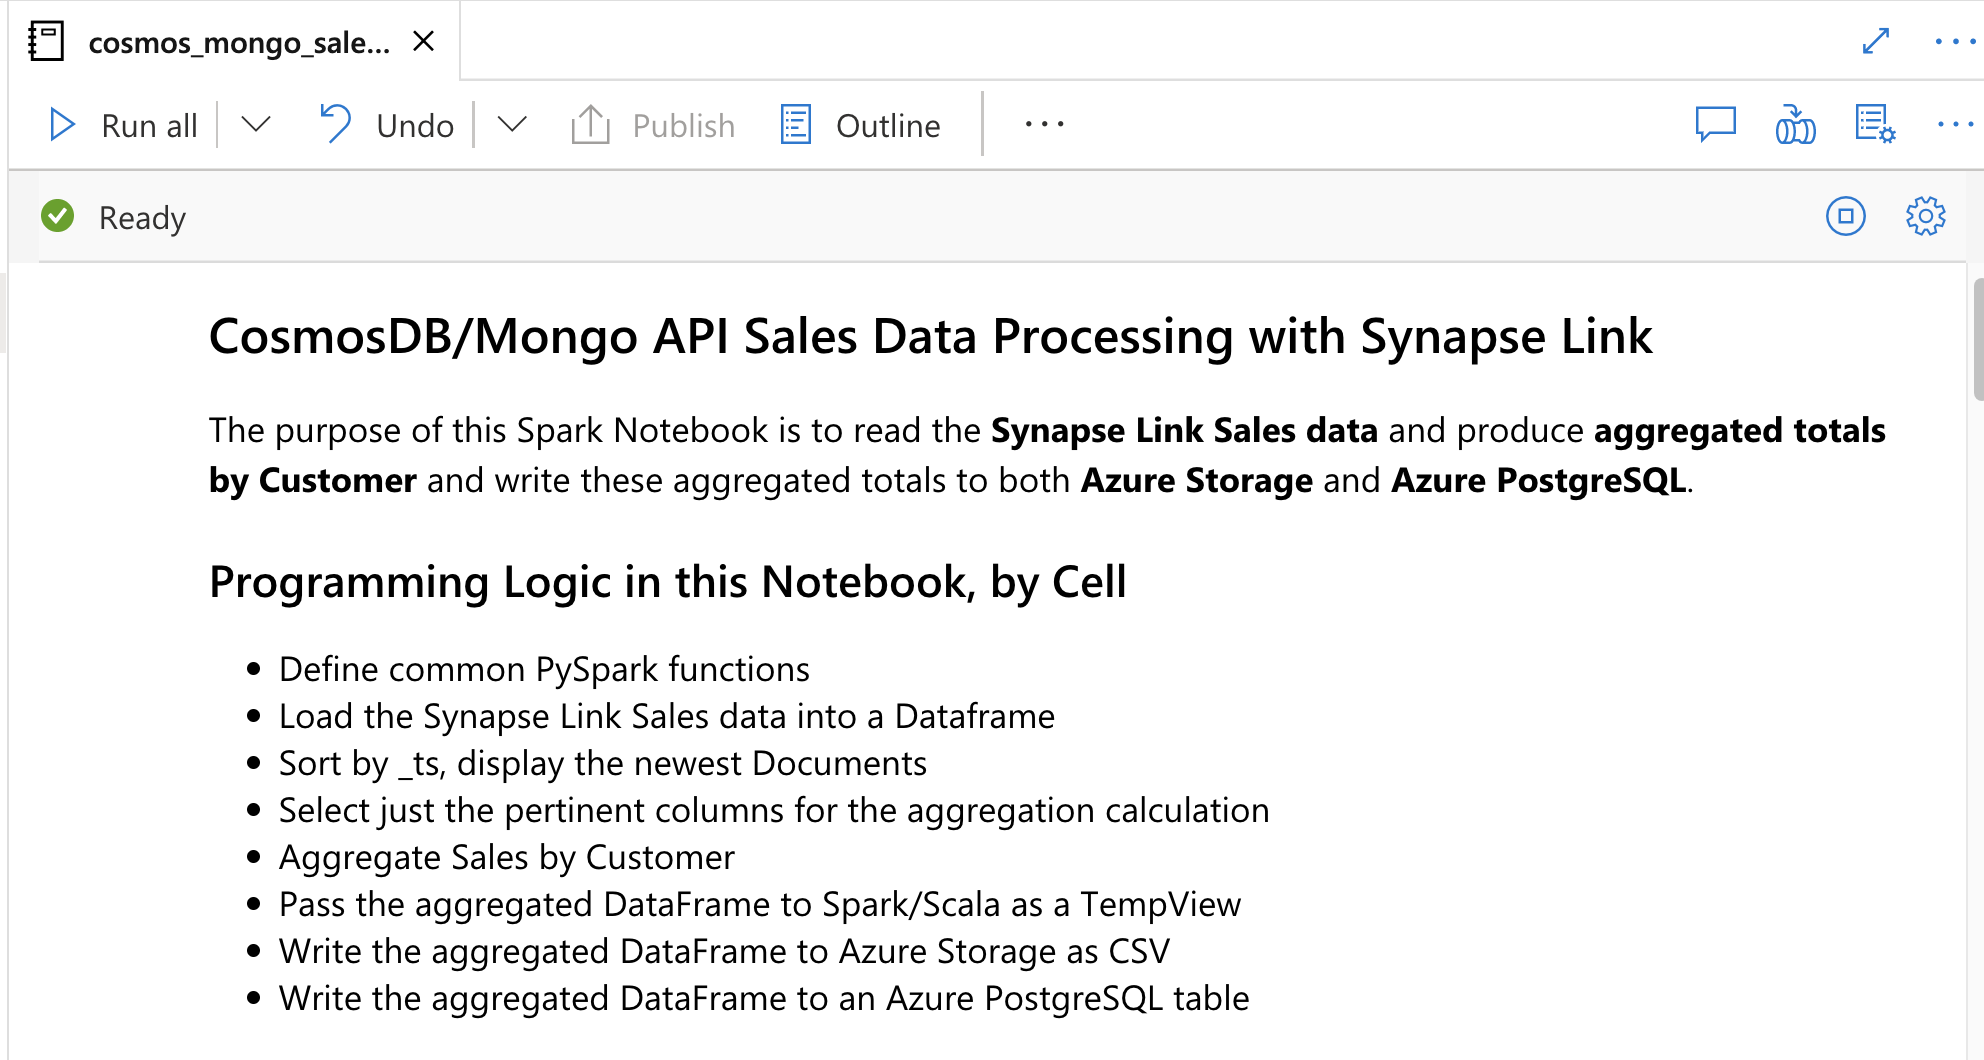 cosmos_mongo_sale...
Run all
Undo
Publish
Outline
Ready
CosmosDB/Mongo API Sales Data Processing with Synapse Link
The purpose of this Spark Notebook is to read the Synapse Link Sales data and produce aggregated totals
by Customer and write these aggregated totals to both Azure Storage and Azure PostgreSQL.
Programming Logic in this Notebook, by Cell
• Define common PySpark functions
• Load the Synapse Link Sales data into a Dataframe
• Sort by _ts, display the newest Documents
• Select just the pertinent columns for the aggregation calculation
• Aggregate Sales by Customer
• Pass the aggregated DataFrame to Spark/Scala as a TempView
• Write the aggregated DataFrame to Azure Storage as CSV
• Write the aggregated DataFrame to an Azure PostgreSQL table